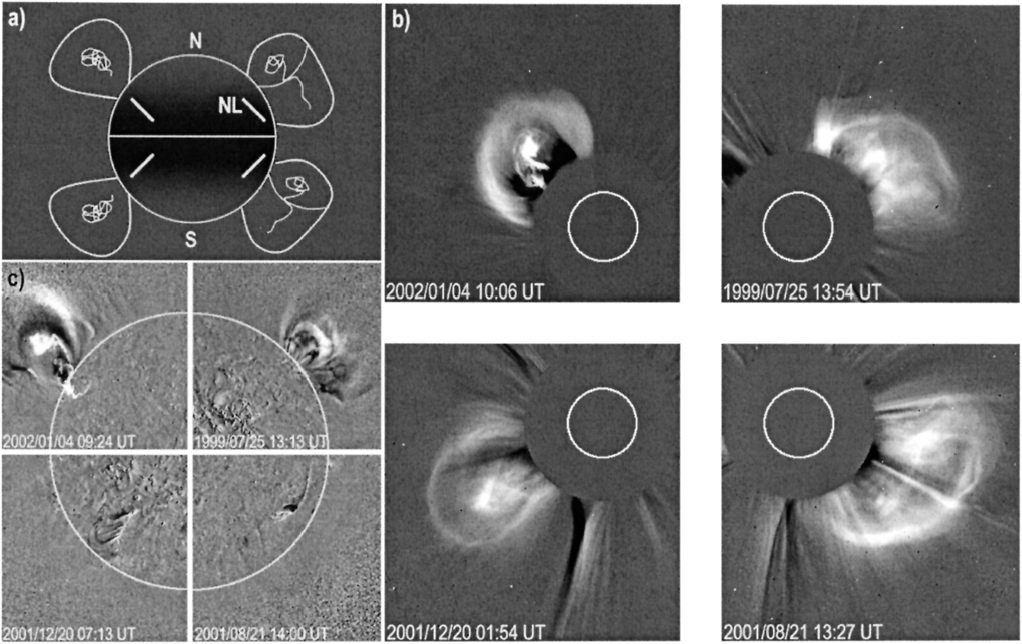 a)
N
NL
S
b)
2002/01/04 10:06 UT
1999/07/25 13:54 UT
c)
2002/01/04 09:24 UT
1999/07/25 13:13 UT
2001/12/20 07:13 UT
2001/08/21 14:00 UT
2001/12/20 01:54 UT
2001/08/21 13:27 UT